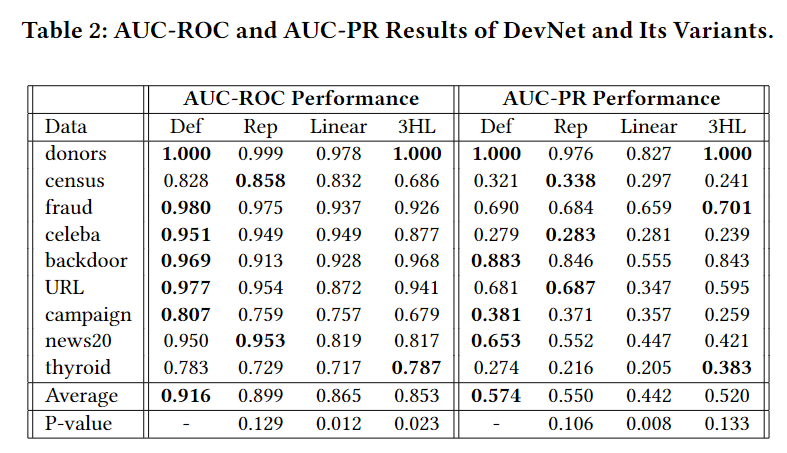 Table 2: AUC-ROC and AUC-PR Results of DevNet and Its Variants.
AUC-ROC Performance AUC-PR Performance
Data Def Rep Linear 3HL Def Rep Linear 3HL
donors 1.000 0.999 0.978 1.000 1.000 0.976 0.827 1.000
census 0.828 0.858 0.832 0.686 0.321 0.338 0.297 0.241
fraud 0.980 0.975 0.937 0.926 0.690 0.684 0.659 0.701
celeba 0.951 0.949 0.949 0.877 0.279 0.283 0.281 0.239
backdoor 0.969 0.913 0.928 0.968 0.883 0.846 0.555 0.843
URL 0.977 0.954 0.872 0.941 0.681 0.687 0.347 0.595
campaign 0.807 0.759 0.757 0.679 0.381 0.371 0.357 0.259
news20 0.950 0.953 0.819 0.817 0.653 0.552 0.447 0.421
thyroid 0.783 0.729 0.717 0.787 0.274 0.216 0.205 0.383
Average 0.916 0.899 0.865 0.853 0.574 0.550 0.442 0.520
P-value - 0.129 0.012 0.023 - 0.106 0.008 0.133